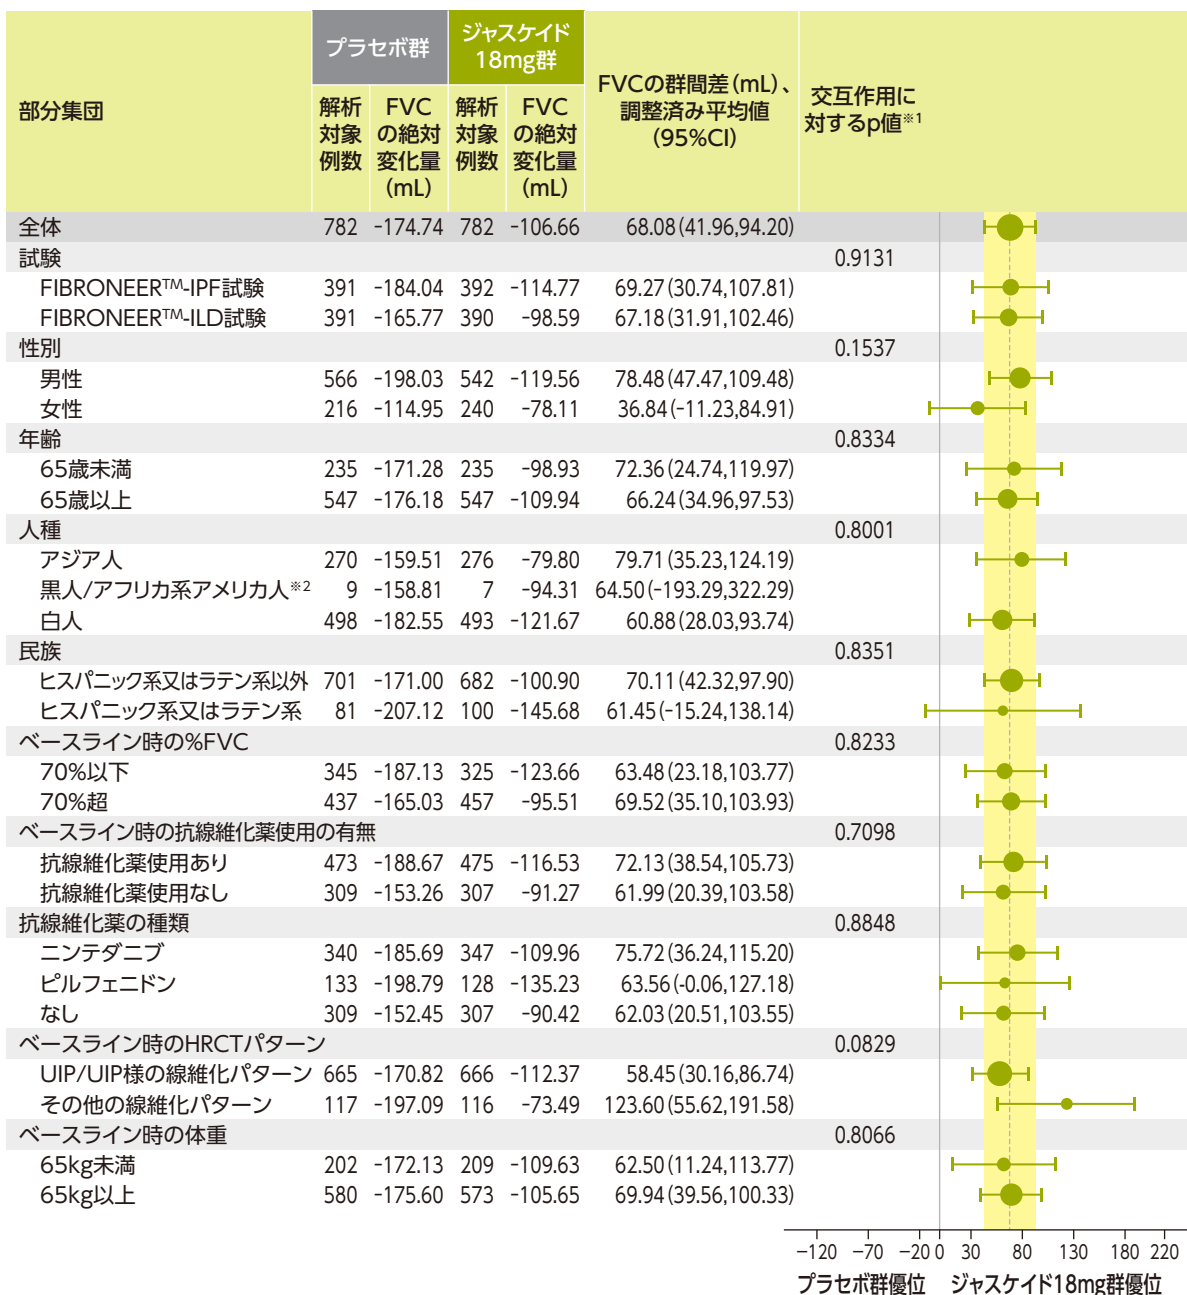 部分集団 プラセボ群 ジャスケイド18mg群 FVCの群間差(mL)、調整済み平均値(95%CI) 交互作用に対するp値※1
解析対象例数 FVCの絶対変化量(mL) 解析対象例数 FVCの絶対変化量(mL)
全体 782 -174.74 782 -106.66 68.08(41.96,94.20)
試験 0.9131
FIBRONEER™-IPF試験 391 -184.04 392 -114.77 69.27(30.74,107.81)
FIBRONEER™-ILD試験 391 -165.77 390 -98.59 67.18(31.91,102.46)
性別 0.1537
男性 566 -198.03 542 -119.56 78.48(47.47,109.48)
女性 216 -114.95 240 -78.11 36.84(-11.23,84.91)
年齢 0.8334
65歳未満 235 -171.28 235 -98.93 72.36(24.74,119.97)
65歳以上 547 -176.18 547 -109.94 66.24(34.96,97.53)
人種 0.8001
アジア人 270 -159.51 276 -79.80 79.71(35.23,124.19)
黒人/アフリカ系アメリカ人※2 9 -158.81 7 -94.31 64.50(-193.29,322.29)
白人 498 -182.55 493 -121.67 60.88(28.03,93.74)
民族 0.8351
ヒスパニック系又はラテン系以外 701 -171.00 682 -100.90 70.11(42.32,97.90)
ヒスパニック系又はラテン系 81 -207.12 100 -145.68 61.45(-15.24,138.14)
ベースライン時の%FVC 0.8233
70%以下 345 -187.13 325 -123.66 63.48(23.18,103.77)
70%超 437 -165.03 457 -95.51 69.52(35.10,103.93)
ベースライン時の抗線維化薬使用の有無 0.7098
抗線維化薬使用あり 473 -188.67 475 -116.53 72.13(38.54,105.73)
抗線維化薬使用なし 309 -153.26 307 -91.27 61.99(20.39,103.58)
抗線維化薬の種類 0.8848
ニンテダニブ 340 -185.69 347 -109.96 75.72(36.24,115.20)
ピルフェニドン 133 -198.79 128 -135.23 63.56(-0.06,127.18)
なし 309 -152.45 307 -90.42 62.03(20.51,103.55)
ベースライン時のHRCTパターン 0.0829
UIP/UIP様の線維化パターン 665 -170.82 666 -112.37 58.45(30.16,86.74)
その他の線維化パターン 117 -197.09 116 -73.49 123.60(55.62,191.58)
ベースライン時の体重 0.8066
65kg未満 202 -172.13 209 -109.63 62.50(11.24,113.77)
65kg以上 580 -175.60 573 -105.65 69.94(39.56,100.33)
-120 -70 -20 0 30 80 130 180 220
プラセボ群優位 ジャスケイド18mg群優位